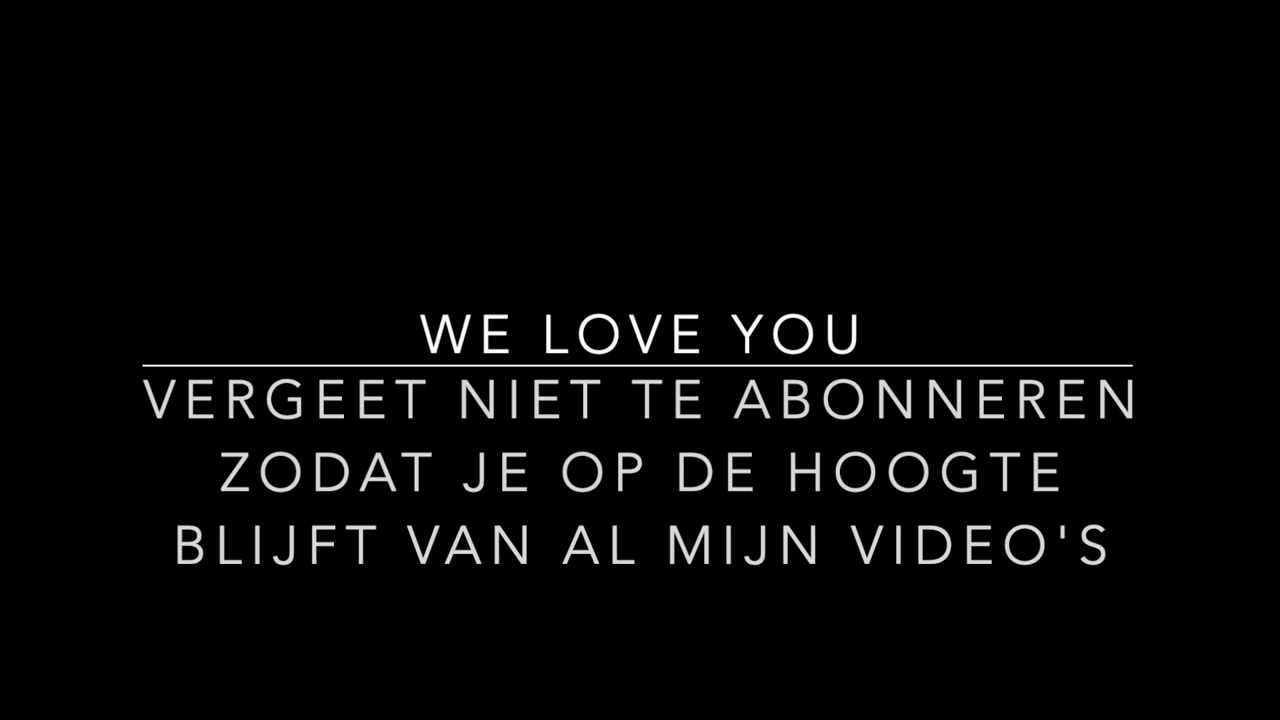 WE LOVE YOU
VERGEET NIET TE ABONNEREN
ZODAT JE OP DE HOOGTE
BLIJFT VAN AL MIJN VIDEO'S